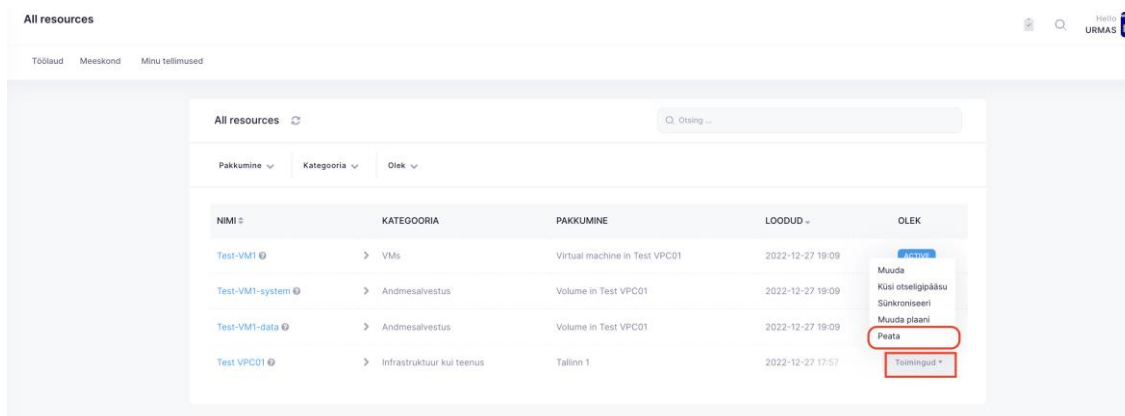 All resources
Hello
URMAS
Töölaud Meeskond Minu tellimused
All resources
Otsing ...
Pakkumine Kategooria Olek
NIMI KATEGOORIA PAKKUMINE LOODUD OLEK
Test-VM1 VMs Virtual machine in Test VPC01 2022-12-27 19:09 ACTIVE
Muuda
Küsi otseligipääsu
Test-VM1-system Andmesalvestus Volume in Test VPC01 2022-12-27 19:09
Sünkroniseeri
Muuda plaani
Test-VM1-data Andmesalvestus Volume in Test VPC01 2022-12-27 19:09
Peata
Test VPC01 Infrastruktuur kui teenus Tallinn 1 2022-12-27 17:57 Toimingud